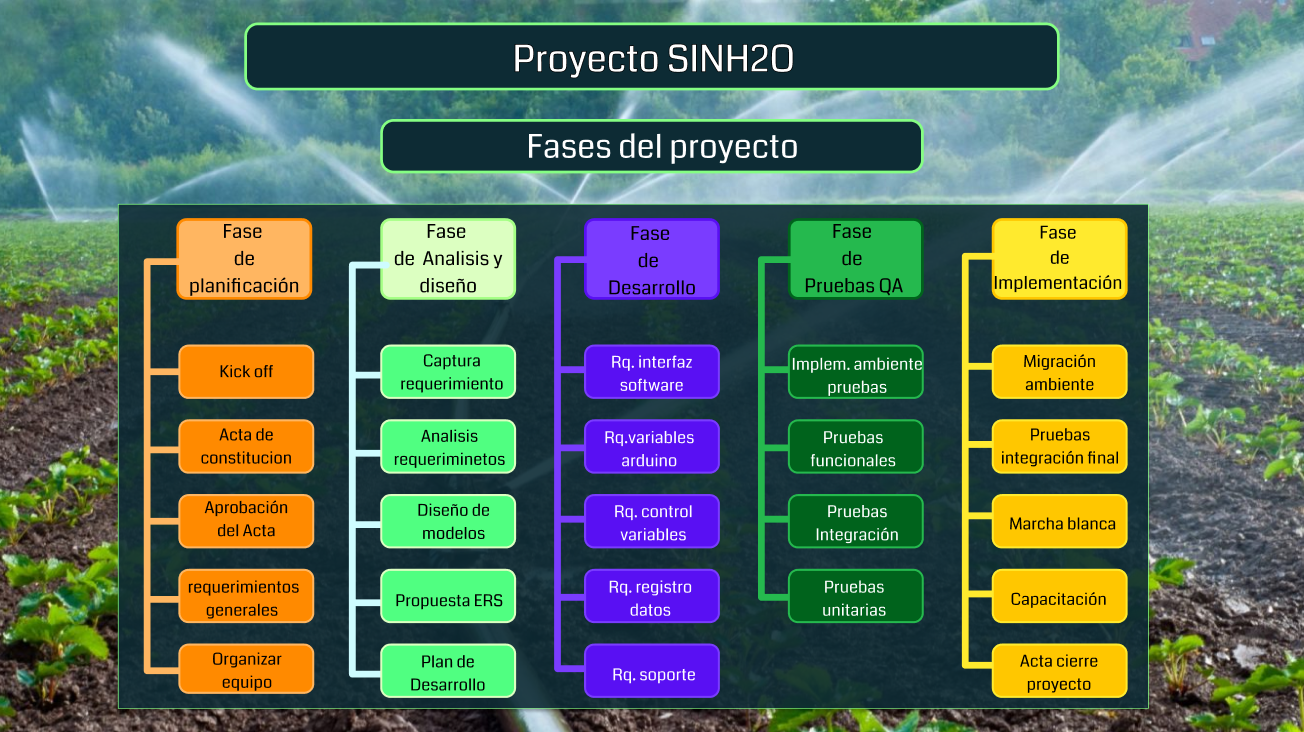 Proyecto SINH2O
Fases del proyecto
Fase
de
planificación
Kick off
Acta de
constitucion
Aprobación
del Acta
requerimientos
generales
Organizar
equipo
Fase
de Analisis y
diseño
Captura
requerimiento
Analisis
requeriminetos
Diseño de
modelos
Propuesta ERS
Plan de
Desarrollo
Fase
de
Desarrollo
Rq. interfaz
software
Rq.variables
arduino
Rq. control
variables
Rq. registro
datos
Rq. soporte
Fase
de
Pruebas QA
Implem. ambiente
pruebas
Pruebas
funcionales
Pruebas
Integración
Pruebas
unitarias
Fase
de
Implementación
Migración
ambiente
Pruebas
integración final
Marcha blanca
Capacitación
Acta cierre
proyecto